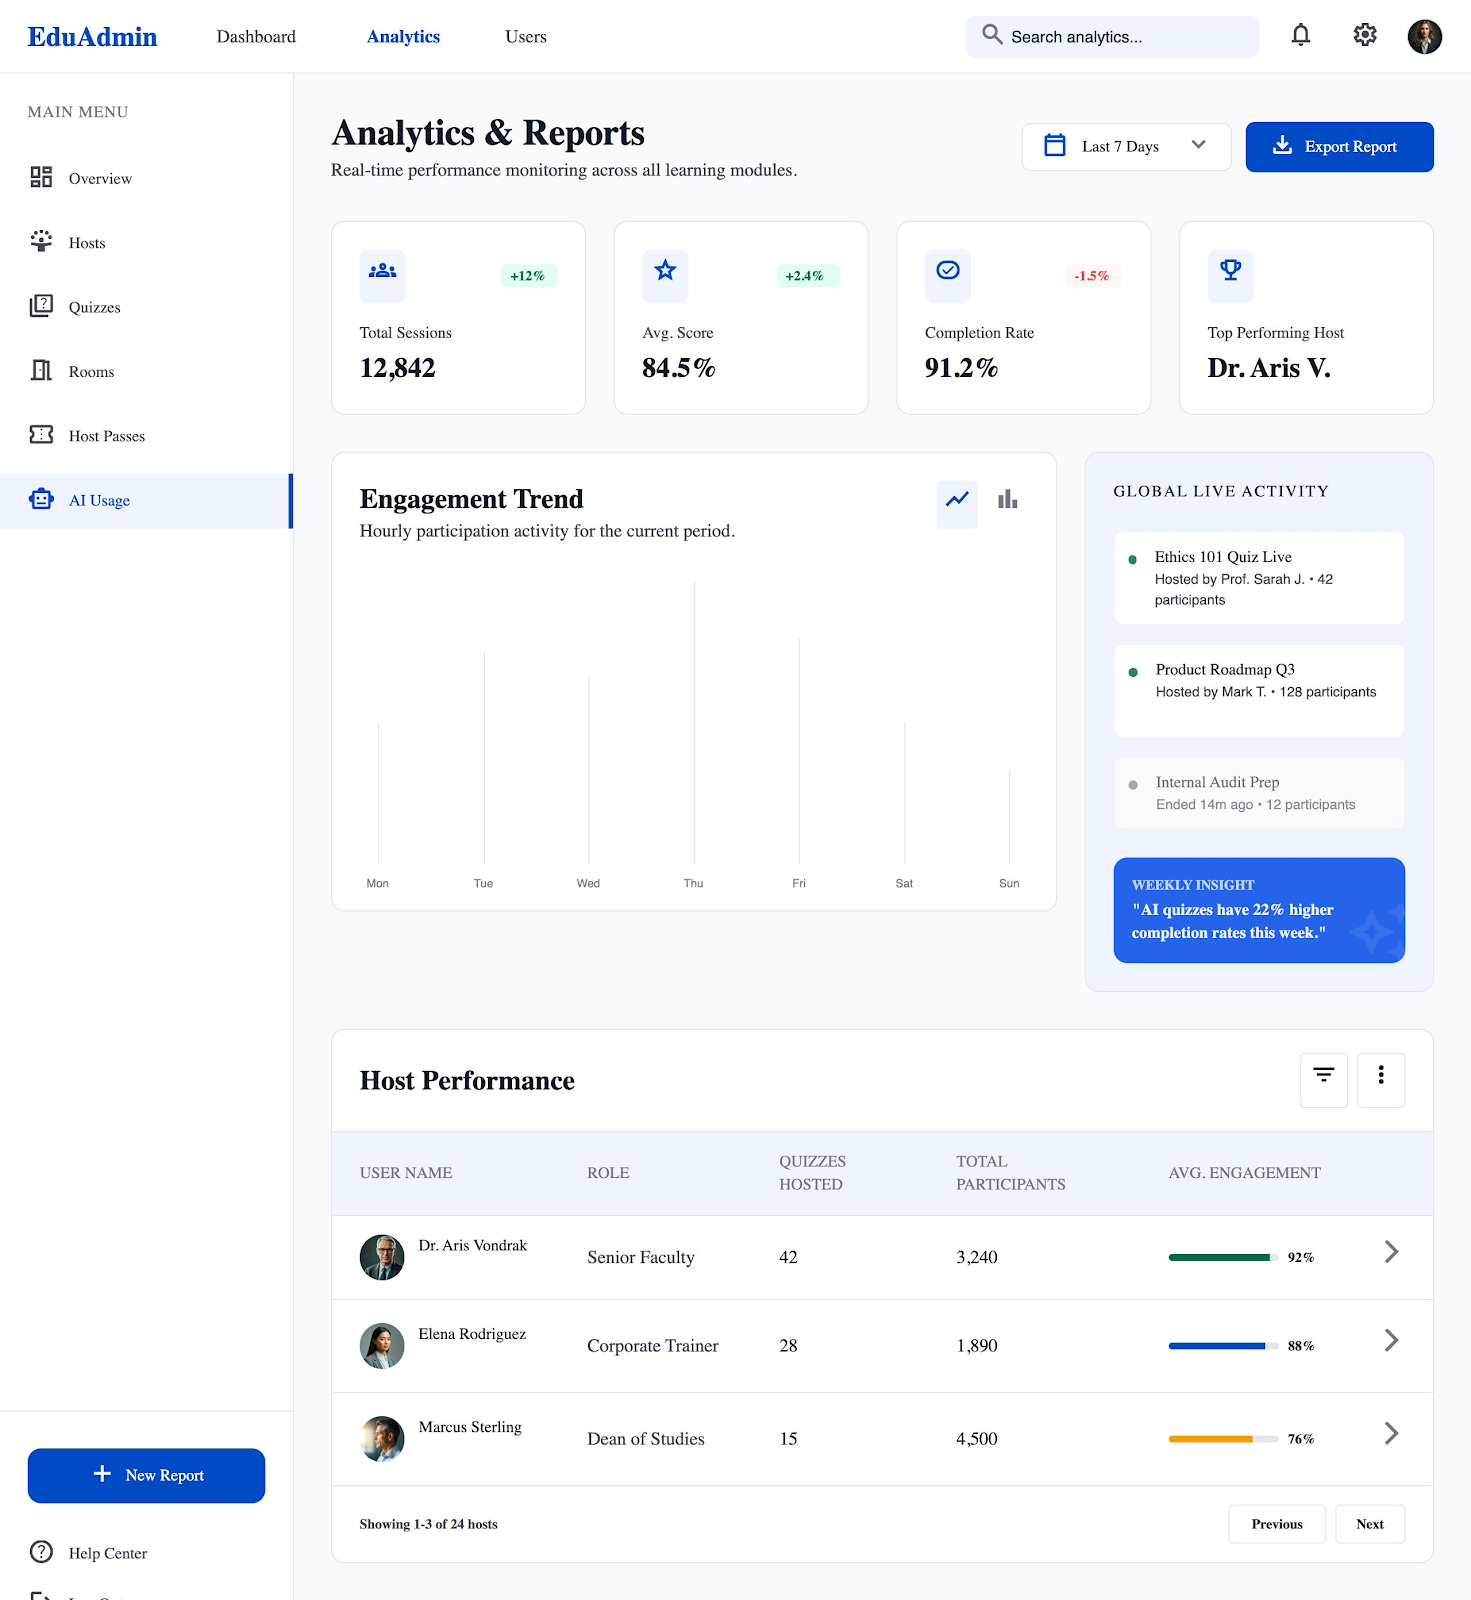 EduAdmin
Dashboard
Analytics
Users
Search analytics...
MAIN MENU
Overview
Hosts
Quizzes
Rooms
Host Passes
AI Usage
New Report
Help Center
Analytics & Reports
Real-time performance monitoring across all learning modules.
Last 7 Days
Export Report
+12%
Total Sessions
12,842
+2.4%
Avg. Score
84.5%
-1.5%
Completion Rate
91.2%
Top Performing Host
Dr. Aris V.
Engagement Trend
Hourly participation activity for the current period.
Mon
Tue
Wed
Thu
Fri
Sat
Sun
GLOBAL LIVE ACTIVITY
Ethics 101 Quiz Live
Hosted by Prof. Sarah J. • 42
participants
Product Roadmap Q3
Hosted by Mark T. • 128 participants
Internal Audit Prep
Ended 14m ago • 12 participants
WEEKLY INSIGHT
"AI quizzes have 22% higher
completion rates this week."
Host Performance
USER NAME
ROLE
QUIZZES
HOSTED
TOTAL
PARTICIPANTS
AVG. ENGAGEMENT
Dr. Aris Vondrak
Senior Faculty
42
3,240
92%
Elena Rodriguez
Corporate Trainer
28
1,890
88%
Marcus Sterling
Dean of Studies
15
4,500
76%
Showing 1-3 of 24 hosts
Previous
Next